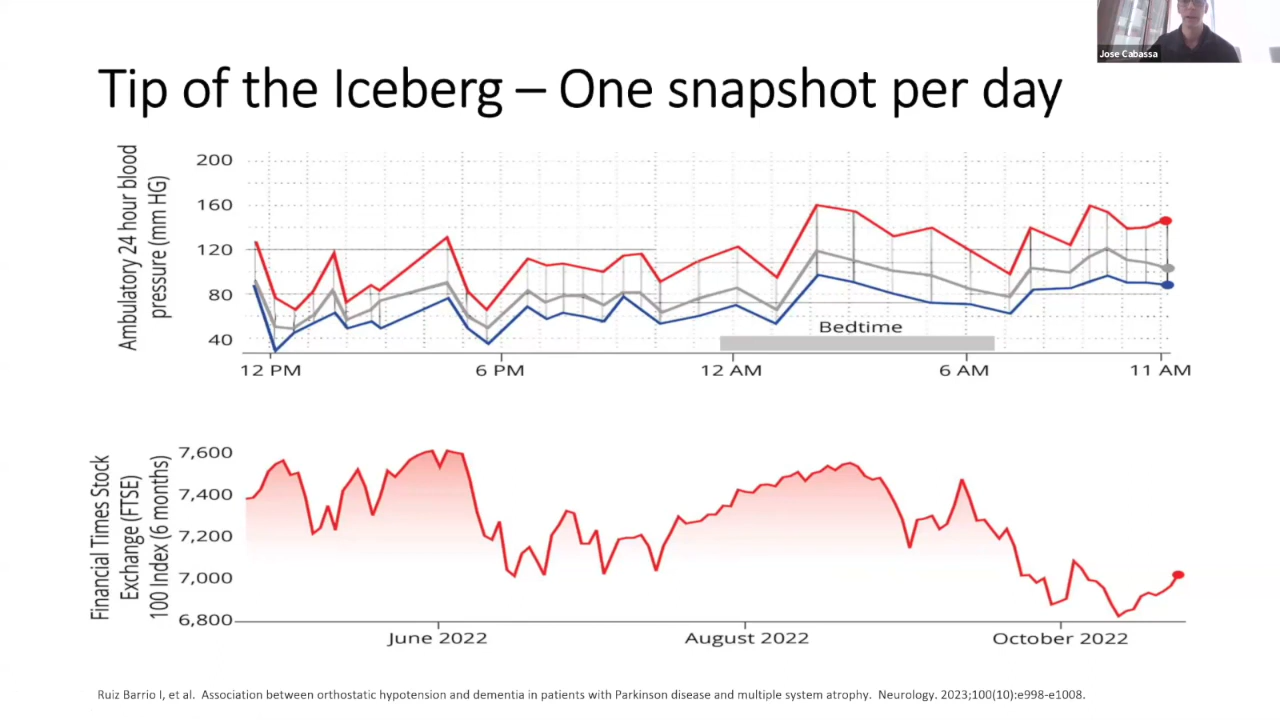 Jose Cabassa
Tip of the Iceberg – One snapshot per day
Ambulatory 24 hour blood
pressure (mm HG)
200
160
120
80
40
Bedtime
12 PM
6 PM
12 AM
6 AM
11 AM
Financial Times Stock
Exchange (FTSE)
100 Index (6 months)
7,600
7,400
7,200
7,000
6,800
June 2022
August 2022
October 2022
Ruiz Barrio I, et al. Association between orthostatic hypotension and dementia in patients with Parkinson disease and multiple system atrophy. Neurology. 2023;100(10):e998-e1008.